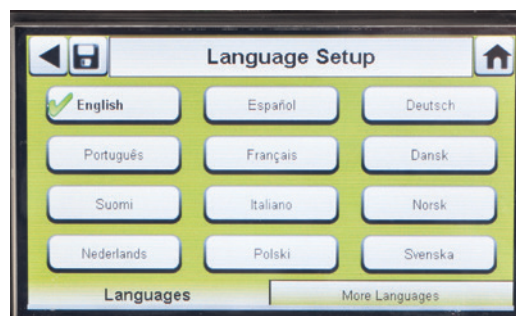 Language Setup
English Español Deutsch
Português Français Dansk
Suomi Italiano Norsk
Nederlands Polski Svenska
Languages More Languages